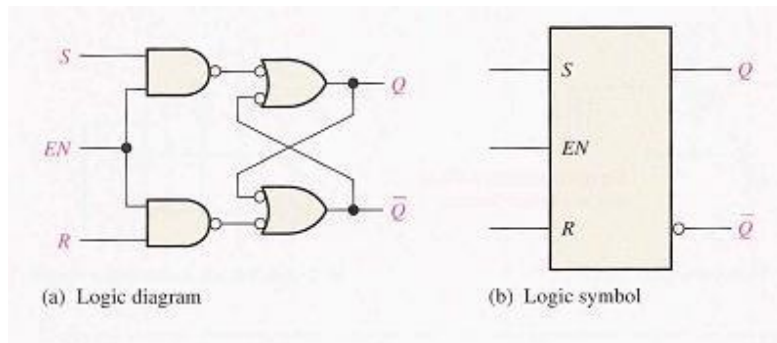 S
EN
R
Q
Q̅
(a) Logic diagram
S
EN
R
Q
Q̅
(b) Logic symbol